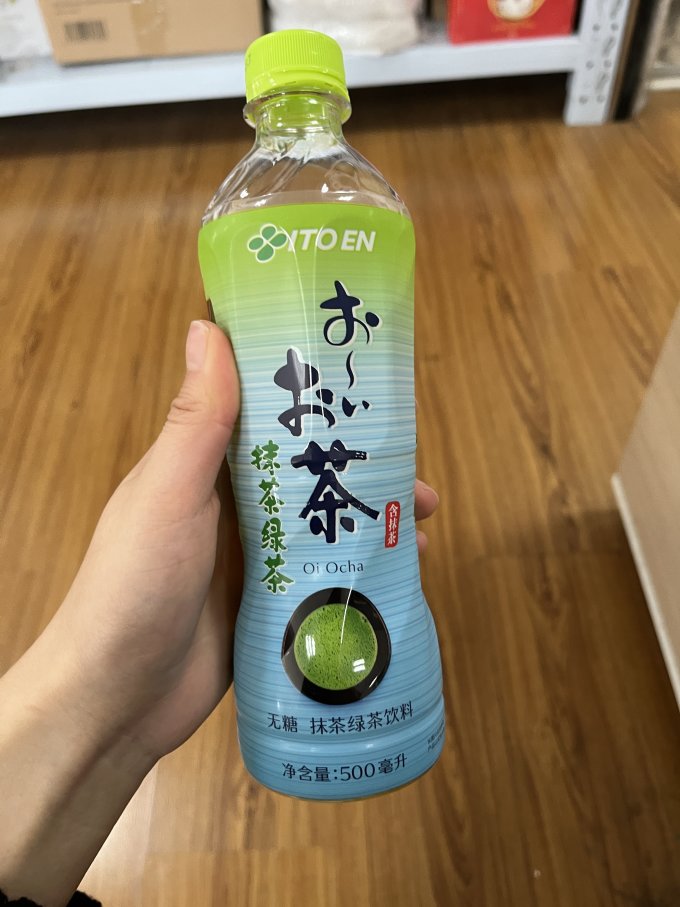 ITO EN
お〜い
お茶
抹茶绿茶
含抹茶
Oi Ocha
无糖 抹茶绿茶饮料
净含量:500毫升